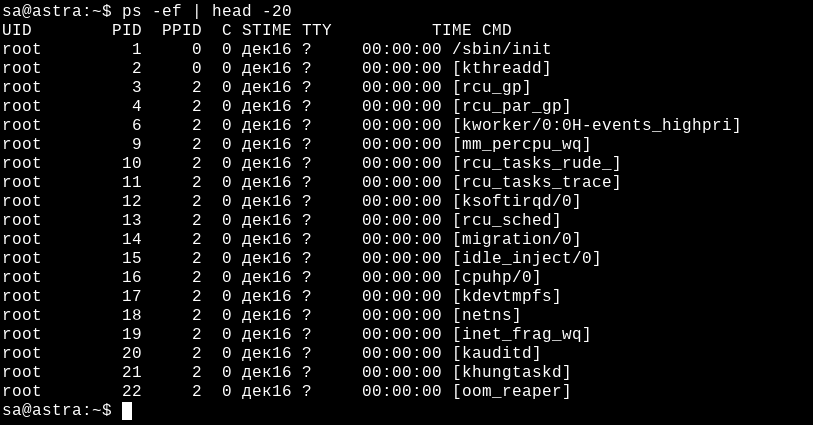 sa@astra:~$ ps -ef | head -20
UID        PID  PPID  C STIME TTY          TIME CMD
root         1     0  0 дек16 ?     00:00:00 /sbin/init
root         2     0  0 дек16 ?     00:00:00 [kthreadd]
root         3     2  0 дек16 ?     00:00:00 [rcu_gp]
root         4     2  0 дек16 ?     00:00:00 [rcu_par_gp]
root         6     2  0 дек16 ?     00:00:00 [kworker/0:0H-events_highpri]
root         9     2  0 дек16 ?     00:00:00 [mm_percpu_wq]
root        10     2  0 дек16 ?     00:00:00 [rcu_tasks_rude_]
root        11     2  0 дек16 ?     00:00:00 [rcu_tasks_trace]
root        12     2  0 дек16 ?     00:00:00 [ksoftirqd/0]
root        13     2  0 дек16 ?     00:00:00 [rcu_sched]
root        14     2  0 дек16 ?     00:00:00 [migration/0]
root        15     2  0 дек16 ?     00:00:00 [idle_inject/0]
root        16     2  0 дек16 ?     00:00:00 [cpuhp/0]
root        17     2  0 дек16 ?     00:00:00 [kdevtmpfs]
root        18     2  0 дек16 ?     00:00:00 [netns]
root        19     2  0 дек16 ?     00:00:00 [inet_frag_wq]
root        20     2  0 дек16 ?     00:00:00 [kauditd]
root        21     2  0 дек16 ?     00:00:00 [khungtaskd]
root        22     2  0 дек16 ?     00:00:00 [oom_reaper]
sa@astra:~$